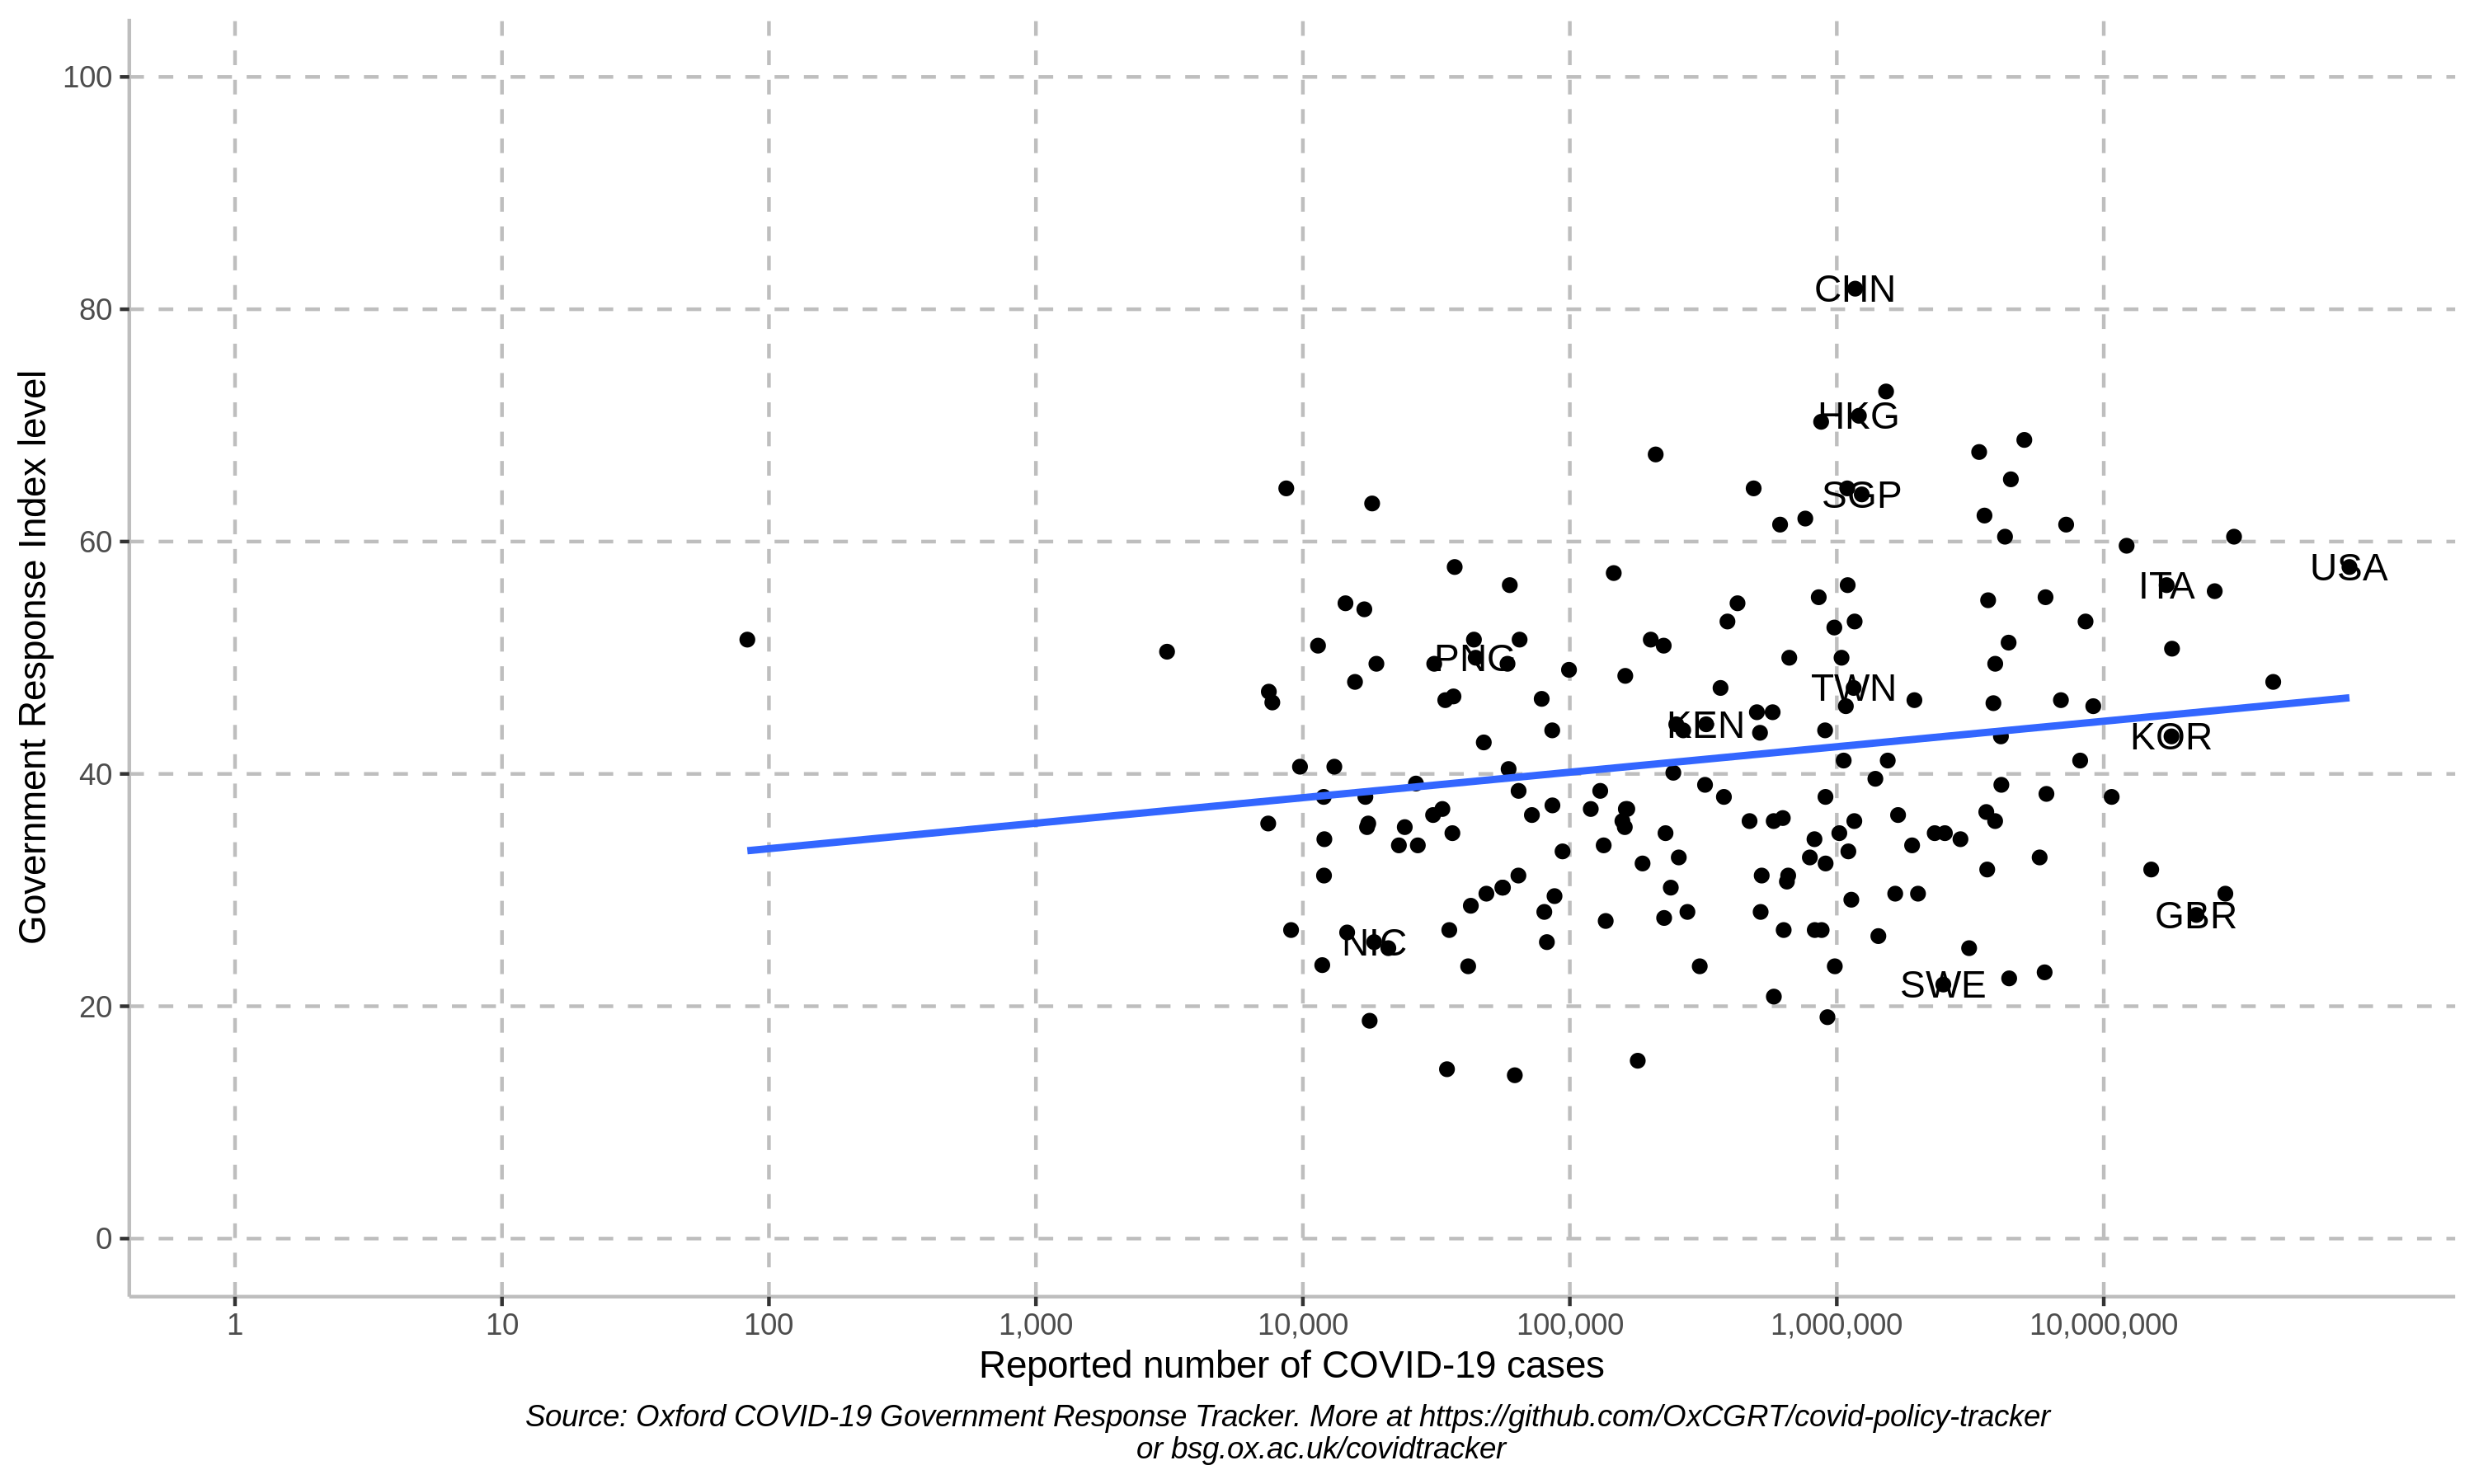 Government Response Index level
100
80
60
40
20
0
CHN
HKG
SGP
USA
ITA
PNG
TWN
KEN
KOR
GBR
NIC
SWE
1 10 100 1,000 10,000 100,000 1,000,000 10,000,000
Reported number of COVID-19 cases
Source: Oxford COVID-19 Government Response Tracker. More at https://github.com/OxCGRT/covid-policy-tracker
or bsg.ox.ac.uk/covidtracker